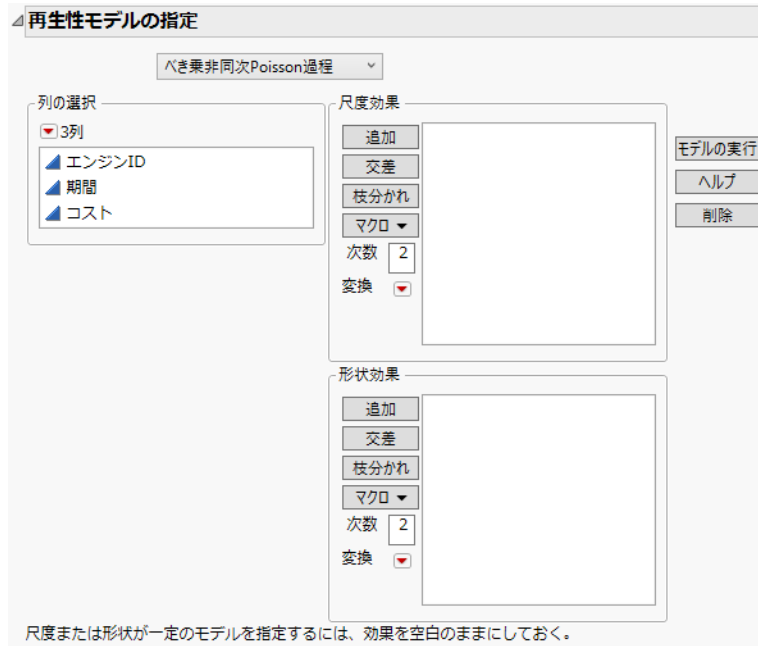 再生性モデルの指定
べき乗非同次Poisson過程
列の選択
3列
エンジンID
期間
コスト
尺度効果
追加
交差
枝分かれ
マクロ
次数 2
変換
モデルの実行
ヘルプ
削除
形状効果
追加
交差
枝分かれ
マクロ
次数 2
変換
尺度または形状が一定のモデルを指定するには、効果を空白のままにしておく。